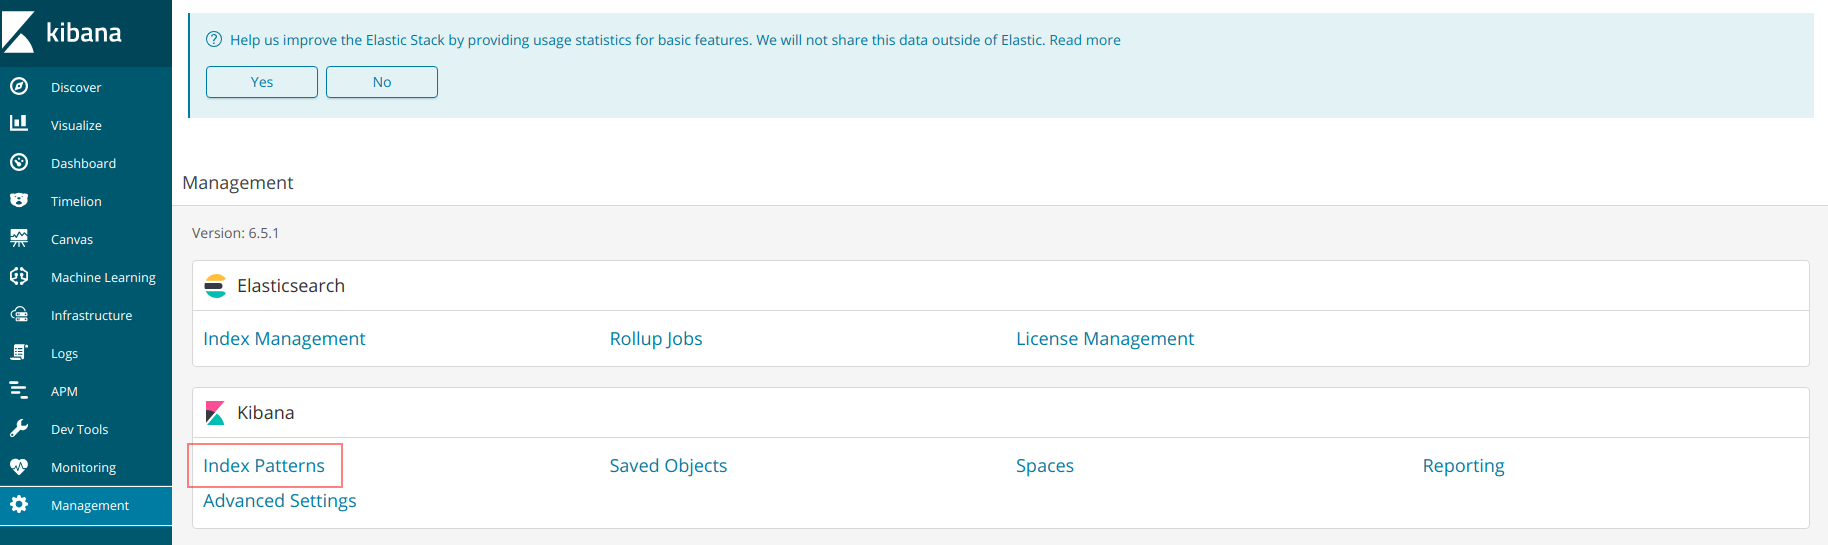 kibana
Discover
Visualize
Dashboard
Timelion
Canvas
Machine Learning
Infrastructure
Logs
APM
Dev Tools
Monitoring
Management
Help us improve the Elastic Stack by providing usage statistics for basic features. We will not share this data outside of Elastic. Read more
Yes No
Management
Version: 6.5.1
Elasticsearch
Index Management Rollup Jobs License Management
Kibana
Index Patterns Saved Objects Spaces Reporting
Advanced Settings